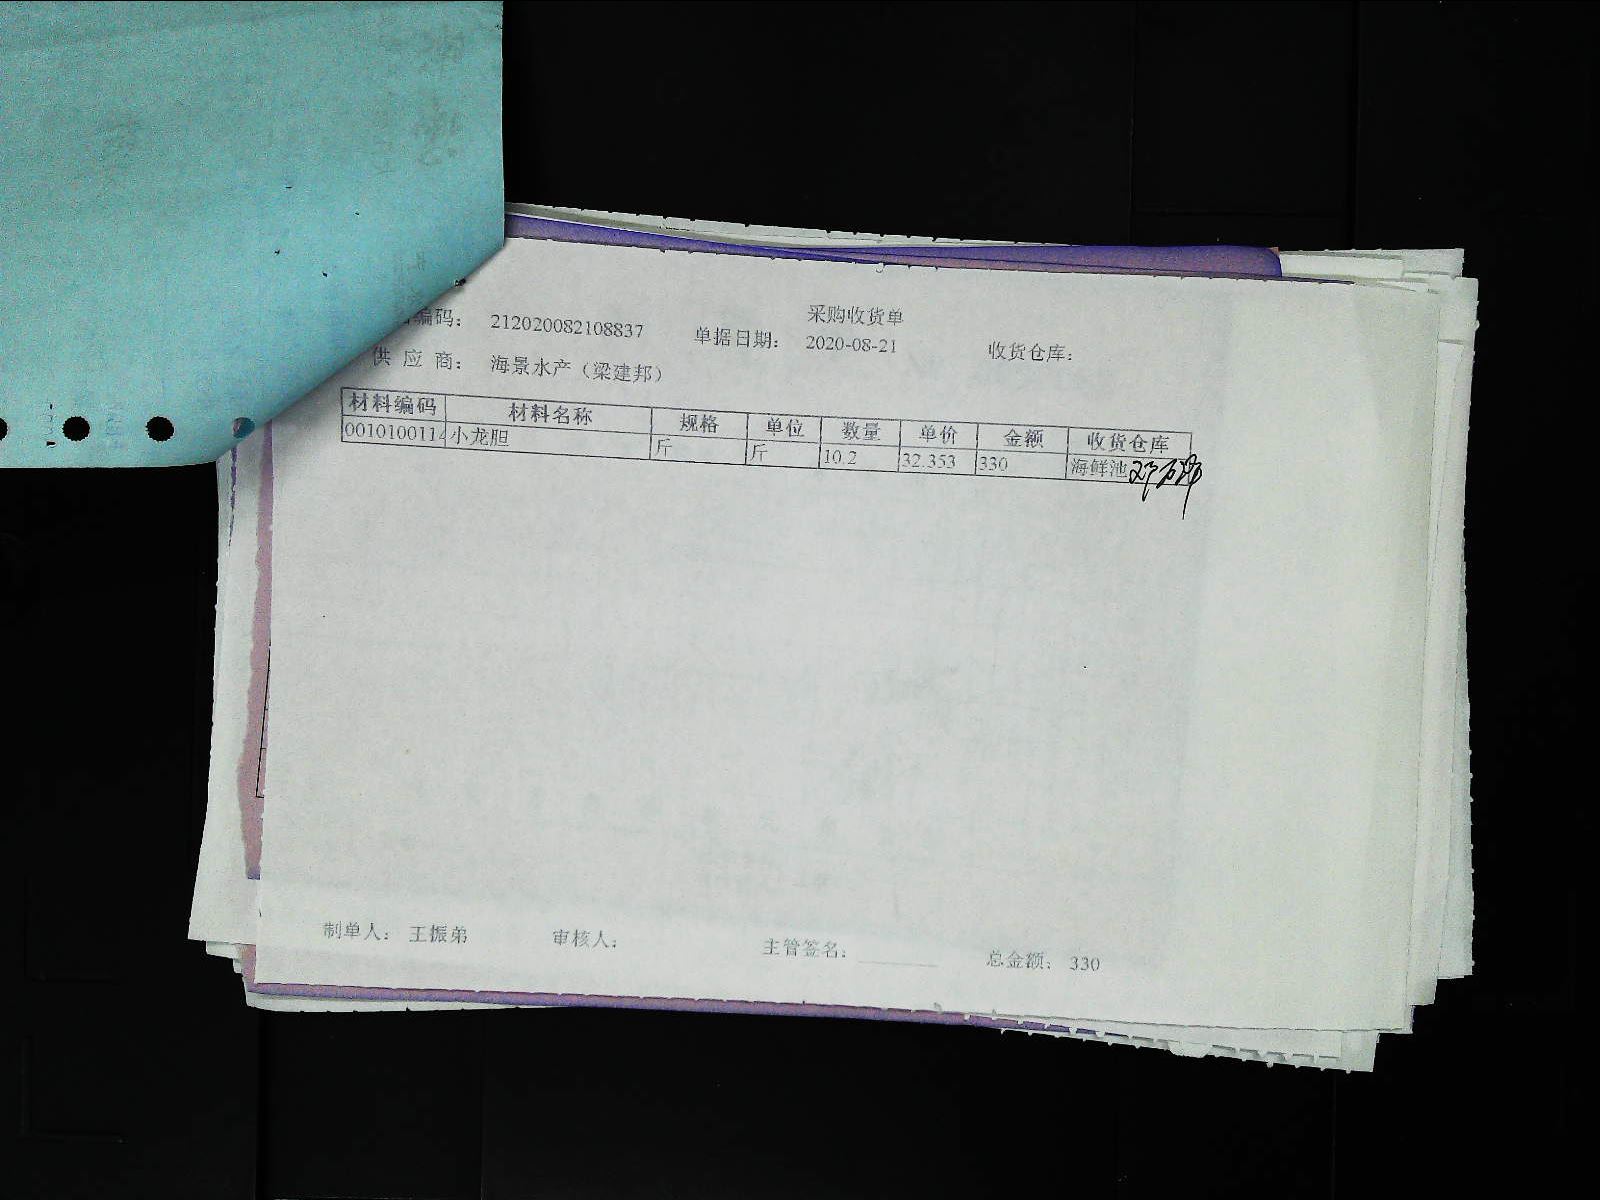 采购收货单
编码： 212020082108837 单据日期： 2020-08-21 收货仓库：
供 应 商： 海景水产（梁建邦）
材料编码 材料名称 规格 单位 数量 单价 金额 收货仓库
0010100114 小龙胆 斤 斤 10.2 32.353 330 海鲜池
制单人： 王振弟 审核人： 主管签名： 总金额： 330